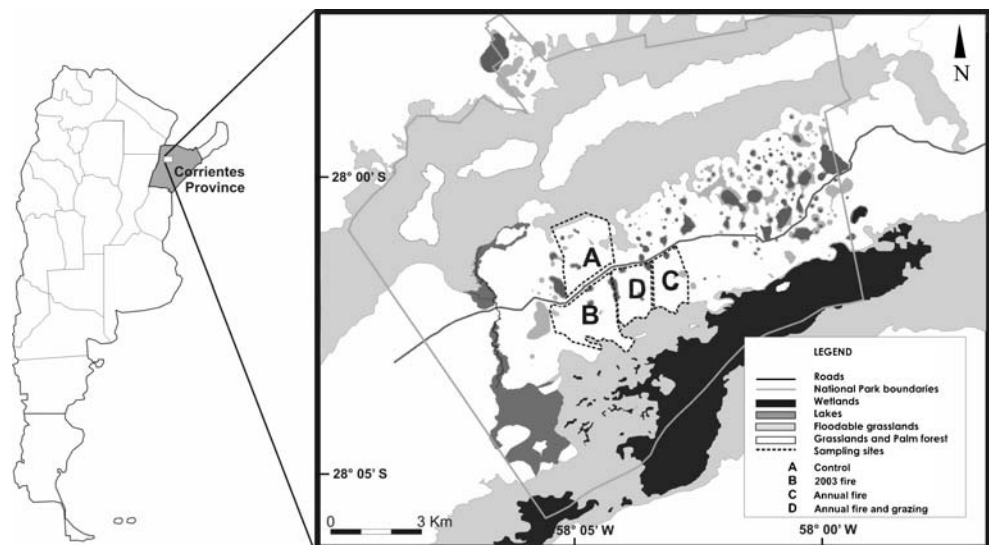 Corrientes
Province
N
28° 00' S
A
D
C
B
28° 05' S
0 3 Km
58° 05' W
58° 00' W
LEGEND
Roads
National Park boundaries
Wetlands
Lakes
Floodable grasslands
Grasslands and Palm forest
Sampling sites
A Control
B 2003 fire
C Annual fire
D Annual fire and grazing